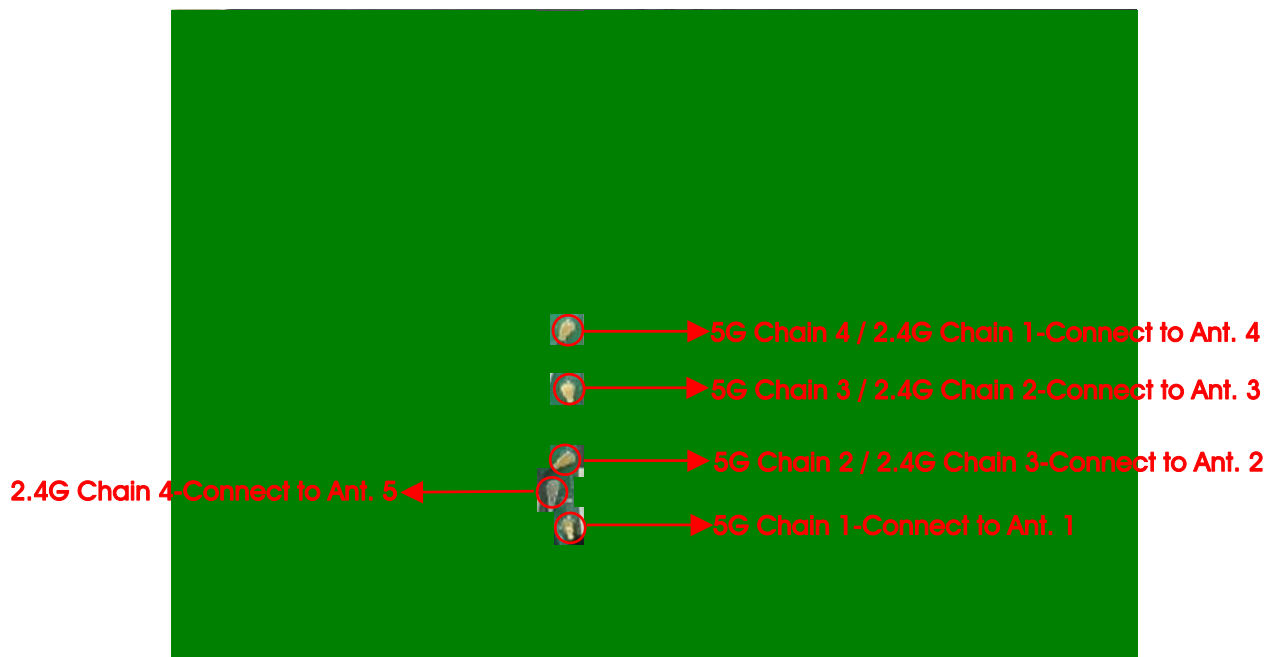 5G Chain 4 / 2.4G Chain 1-Connect to Ant. 4
5G Chain 3 / 2.4G Chain 2-Connect to Ant. 3
5G Chain 2 / 2.4G Chain 3-Connect to Ant. 2
2.4G Chain 4-Connect to Ant. 5
5G Chain 1-Connect to Ant. 1